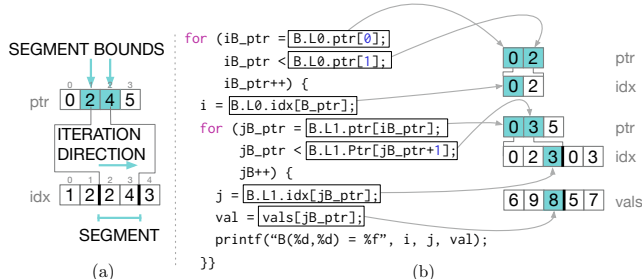 SEGMENT BOUNDS
0 1 2 3
ptr 0 2 4 5
ITERATION
DIRECTION
0 1 2 3 4
idx 1 2 2 4 3
SEGMENT
(a)
for (iB_ptr = B.L0.ptr[0];
iB_ptr < B.L0.ptr[1];
iB_ptr++) {
i = B.L0.idx[B_ptr];
for (jB_ptr = B.L1.ptr[iB_ptr];
jB_ptr < B.L1.Ptr[jB_ptr+1];
jB++) {
j = B.L1.idx[jB_ptr];
val = vals[jB_ptr];
printf(“B(%d,%d) = %f”, i, j, val);
}}
0 2 ptr
0 2 idx
0 3 5 ptr
0 2 3 0 3 idx
6 9 8 5 7 vals
(b)